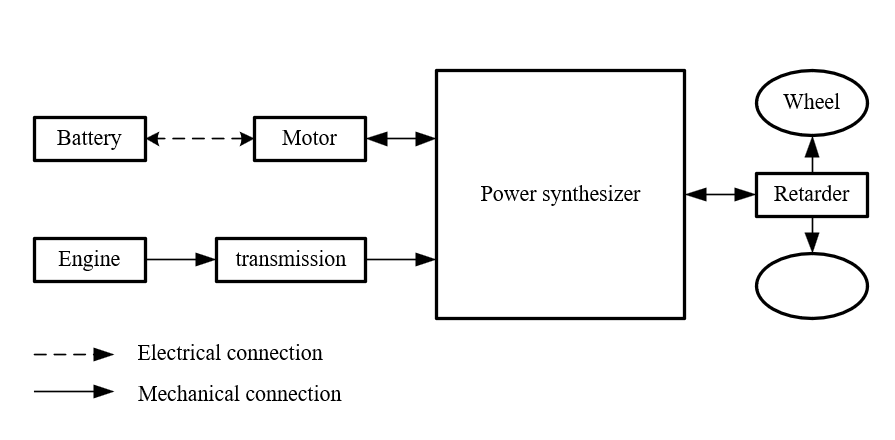 Wheel
Battery
Motor
Power synthesizer
Retarder
Engine
transmission
Electrical connection
Mechanical connection